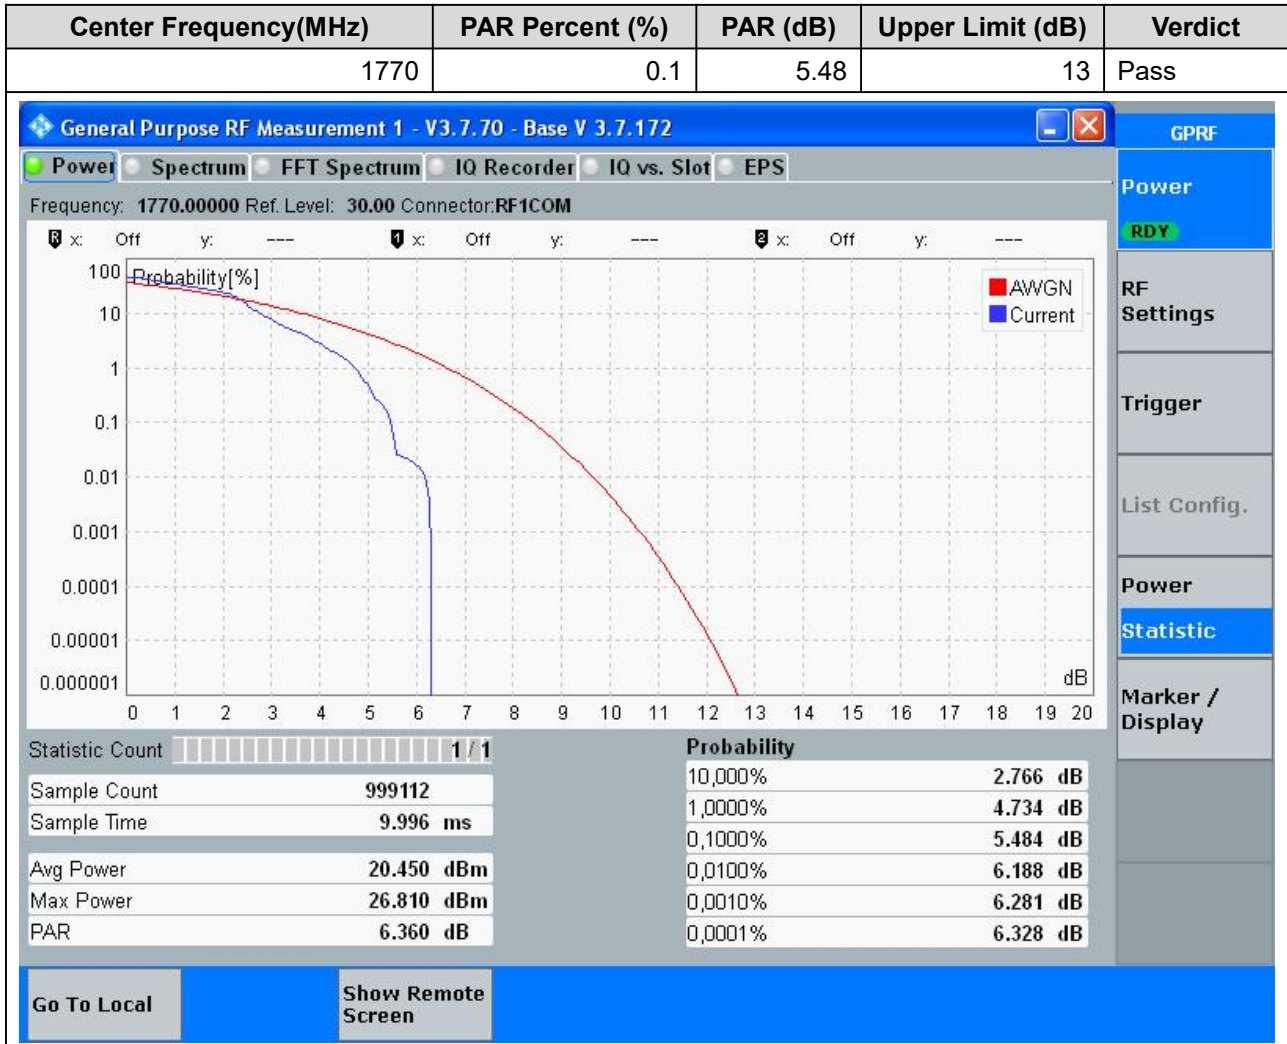 Center Frequency(MHz) PAR Percent (%) PAR (dB) Upper Limit (dB) Verdict
1770 0.1 5.48 13 Pass
General Purpose RF Measurement 1 - V3.7.70 - Base V 3.7.172
GPRF
Power Spectrum FFT Spectrum IQ Recorder IQ vs. Slot EPS
Frequency: 1770.00000 Ref. Level: 30.00 Connector:RF1COM
R x: Off y: --- 1 x: Off y: --- 2 x: Off y: ---
Probability[%]
AWGN
Current
100
10
1
0.1
0.01
0.001
0.0001
0.00001
0.000001
dB
0 1 2 3 4 5 6 7 8 9 10 11 12 13 14 15 16 17 18 19 20
Statistic Count 1 / 1
Sample Count 999112
Sample Time 9.996 ms
Avg Power 20.450 dBm
Max Power 26.810 dBm
PAR 6.360 dB
Probability
10,000% 2.766 dB
1,0000% 4.734 dB
0,1000% 5.484 dB
0,0100% 6.188 dB
0,0010% 6.281 dB
0,0001% 6.328 dB
Power
RDY
RF
Settings
Trigger
List Config.
Power
Statistic
Marker /
Display
Go To Local
Show Remote
Screen